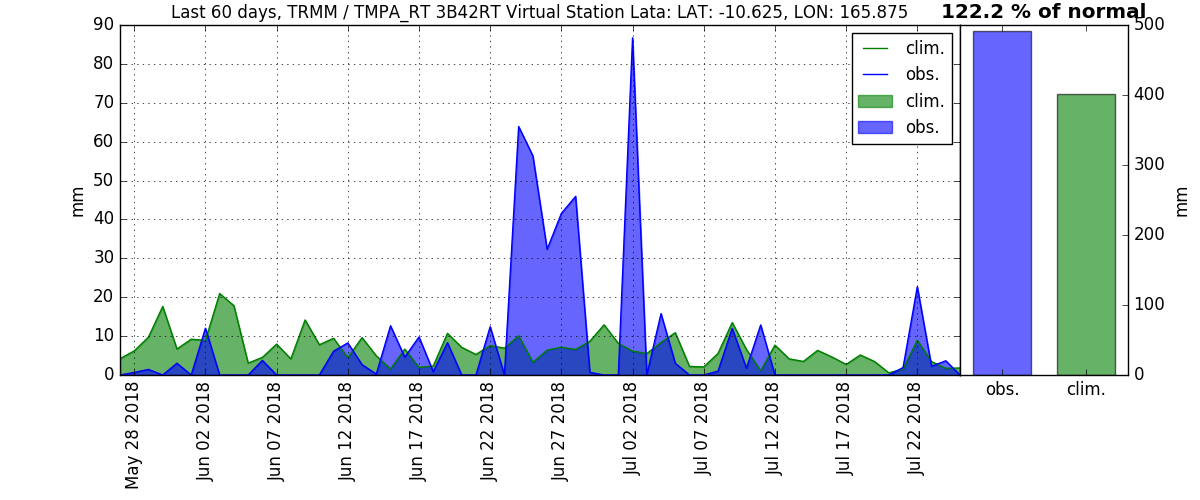 Last 60 days, TRMM / TMPA_RT 3B42RT Virtual Station Lata: LAT: -10.625, LON: 165.875
122.2 % of normal
90
80
70
60
50
40
30
20
10
0
mm
clim.
obs.
clim.
obs.
May 28 2018
Jun 02 2018
Jun 07 2018
Jun 12 2018
Jun 17 2018
Jun 22 2018
Jun 27 2018
Jul 02 2018
Jul 07 2018
Jul 12 2018
Jul 17 2018
Jul 22 2018
500
400
300
200
100
0
mm
obs.
clim.